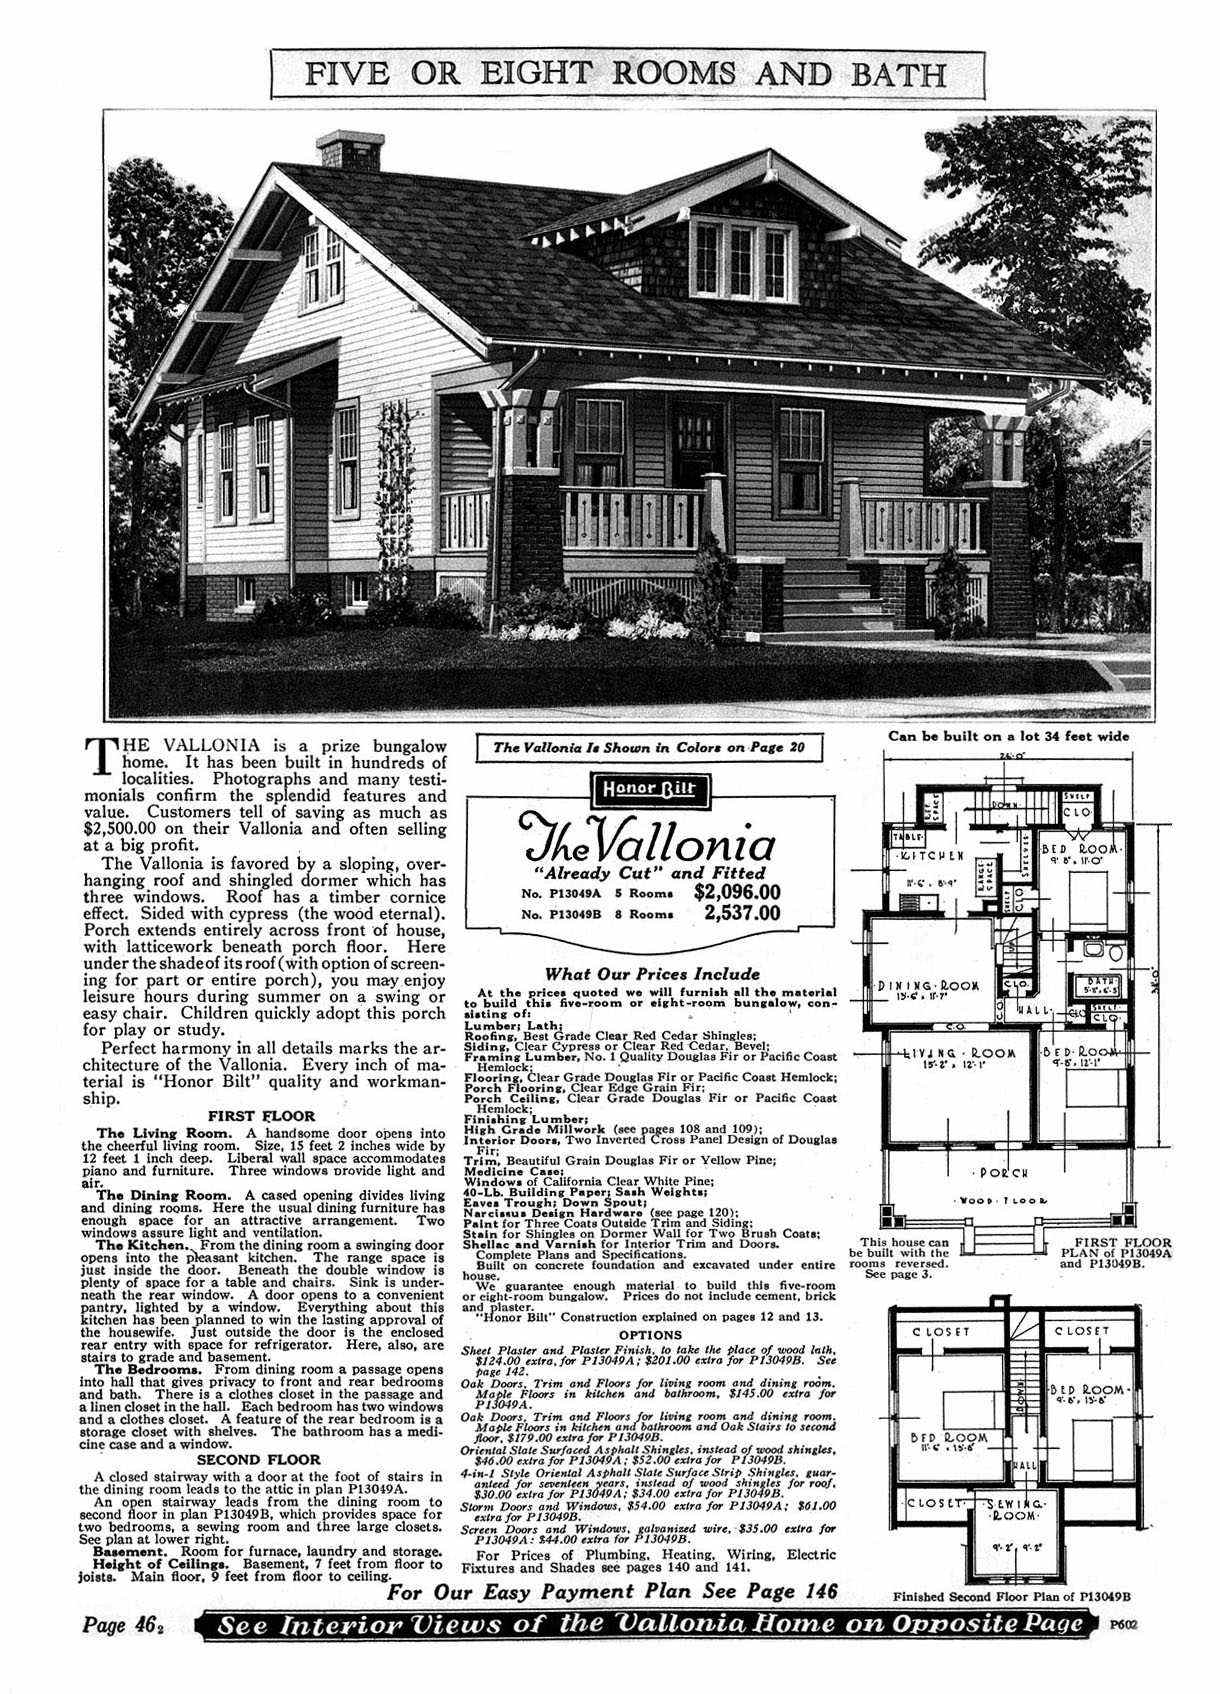 FIVE OR EIGHT ROOMS AND BATH
THE VALLONIA is a prize bungalow
home. It has been built in hundreds of
localities. Photographs and many testi-
monials confirm the splendid features and
value. Customers tell of saving as much as
$2,500.00 on their Vallonia and often selling
at a big profit.
The Vallonia is favored by a sloping, over-
hanging roof and shingled dormer which has
three windows. Roof has a timber cornice
effect. Sided with cypress (the wood eternal).
Porch extends entirely across front of house,
with latticework beneath porch floor. Here
under the shade of its roof (with option of screen-
ing for part or entire porch), you may enjoy
leisure hours during summer on a swing or
easy chair. Children quickly adopt this porch
for play or study.
Perfect harmony in all details marks the ar-
chitecture of the Vallonia. Every inch of ma-
terial is "Honor Bilt" quality and workman-
ship.
FIRST FLOOR
The Living Room. A handsome door opens into
the cheerful living room. Size, 15 feet 2 inches wide by
12 feet 1 inch deep. Liberal wall space accommodates
piano and furniture. Three windows provide light and
air.
The Dining Room. A cased opening divides living
and dining rooms. Here the usual dining furniture has
enough space for an attractive arrangement. Two
windows assure light and ventilation.
The Kitchen. From the dining room a swinging door
opens into the pleasant kitchen. The range space is
just inside the door. Beneath the double window is
plenty of space for a table and chairs. Sink is under-
neath the rear window. A door opens to a convenient
pantry, lighted by a window. Everything about this
kitchen has been planned to win the lasting approval of
the housewife. Just outside the door is the enclosed
rear entry with space for refrigerator. Here, also, are
stairs to grade and basement.
The Bedrooms. From dining room a passage opens
into hall that gives privacy to front and rear bedrooms
and bath. There is a clothes closet in the passage and
a linen closet in the hall. Each bedroom has two windows
and a clothes closet. A feature of the rear bedroom is a
storage closet with shelves. The bathroom has a medi-
cine case and a window.
SECOND FLOOR
A closed stairway with a door at the foot of stairs in
the dining room leads to the attic in plan P13049A.
An open stairway leads from the dining room to
second floor in plan P13049B, which provides space for
two bedrooms, a sewing room and three large closets.
See plan at lower right.
Basement. Room for furnace, laundry and storage.
Height of Ceilings. Basement, 7 feet from floor to
joists. Main floor, 9 feet from floor to ceiling.
The Vallonia Is Shown in Colors on Page 20
Honor Bilt
The Vallonia
"Already Cut" and Fitted
No. P13049A 5 Rooms $2,096.00
No. P13049B 8 Rooms 2,537.00
What Our Prices Include
At the prices quoted we will furnish all the material
to build this five-room or eight-room bungalow, con-
sisting of:
Lumber; Lath;
Roofing, Best Grade Clear Red Cedar Shingles;
Siding, Clear Cypress or Clear Red Cedar, Bevel;
Framing Lumber, No. 1 Quality Douglas Fir or Pacific Coast
Hemlock;
Flooring, Clear Grade Douglas Fir or Pacific Coast Hemlock;
Porch Flooring, Clear Edge Grain Fir;
Porch Ceiling, Clear Grade Douglas Fir or Pacific Coast
Hemlock;
Finishing Lumber;
High Grade Millwork (see pages 108 and 109);
Interior Doors, Two Inverted Cross Panel Design of Douglas
Fir;
Trim, Beautiful Grain Douglas Fir or Yellow Pine;
Medicine Case;
Windows of California Clear White Pine;
40-Lb. Building Paper; Sash Weights;
Eaves Trough; Down Spout;
Narcissus Design Hardware (see page 120);
Paint for Three Coats Outside Trim and Siding;
Stain for Shingles on Dormer Wall for Two Brush Coats;
Shellac and Varnish for Interior Trim and Doors.
Complete Plans and Specifications.
Built on concrete foundation and excavated under entire
house.
We guarantee enough material to build this five-room
or eight-room bungalow. Prices do not include cement, brick
and plaster.
"Honor Bilt" Construction explained on pages 12 and 13.
OPTIONS
Sheet Plaster and Plaster Finish, to take the place of wood lath,
$124.00 extra, for P13049A; $201.00 extra for P13049B. See
page 142.
Oak Doors, Trim and Floors for living room and dining room,
Maple Floors in kitchen and bathroom, $145.00 extra for
P13049A.
Oak Doors, Trim and Floors for living room and dining room,
Maple Floors in kitchen and bathroom and Oak Stairs to second
floor, $179.00 extra for P13049B.
Oriental Slate Surfaced Asphalt Shingles, instead of wood shingles,
$46.00 extra for P13049A; $52.00 extra for P13049B.
4-in-1 Style Oriental Asphalt Slate Surface Strip Shingles, guar-
anteed for seventeen years, instead of wood shingles for roof,
$30.00 extra for P13049A; $34.00 extra for P13049B.
Storm Doors and Windows, $54.00 extra for P13049A; $61.00
extra for P13049B.
Screen Doors and Windows, galvanized wire, $35.00 extra for
P13049A: $44.00 extra for P13049B.
For Prices of Plumbing, Heating, Wiring, Electric
Fixtures and Shades see pages 140 and 141.
Can be built on a lot 34 feet wide
26'-0"
REF. SPACE
DOWN
SHELF
CLO.
TABLE
KITCHEN
11'-6", 8'-9"
RANGE SPACE
SHELVES
SHELF
CLO
BED ROOM
9'-8", 11'-0"
DINING ROOM
15'-6", 11'-7"
UP
CLO.
BATH
HALL
CLO
SHELF
CLO.
C.O.
C.O.
LIVING ROOM
15'-2", 12'-1"
BED ROOM
9'-8", 12'-1"
PORCH
WOOD FLOOR
This house can
be built with the
rooms reversed.
See page 3.
FIRST FLOOR
PLAN of P13049A
and P13049B.
CLOSET
CLOSET
DOWN
BED ROOM
11'-6", 15'-8"
BED ROOM
9'-8", 15'-8"
HALL
CLOSET
SEWING
ROOM
9'-2", 9'-2"
Finished Second Floor Plan of P13049B
For Our Easy Payment Plan See Page 146
Page 46₂
See Interior Views of the Vallonia Home on Opposite Page
P602